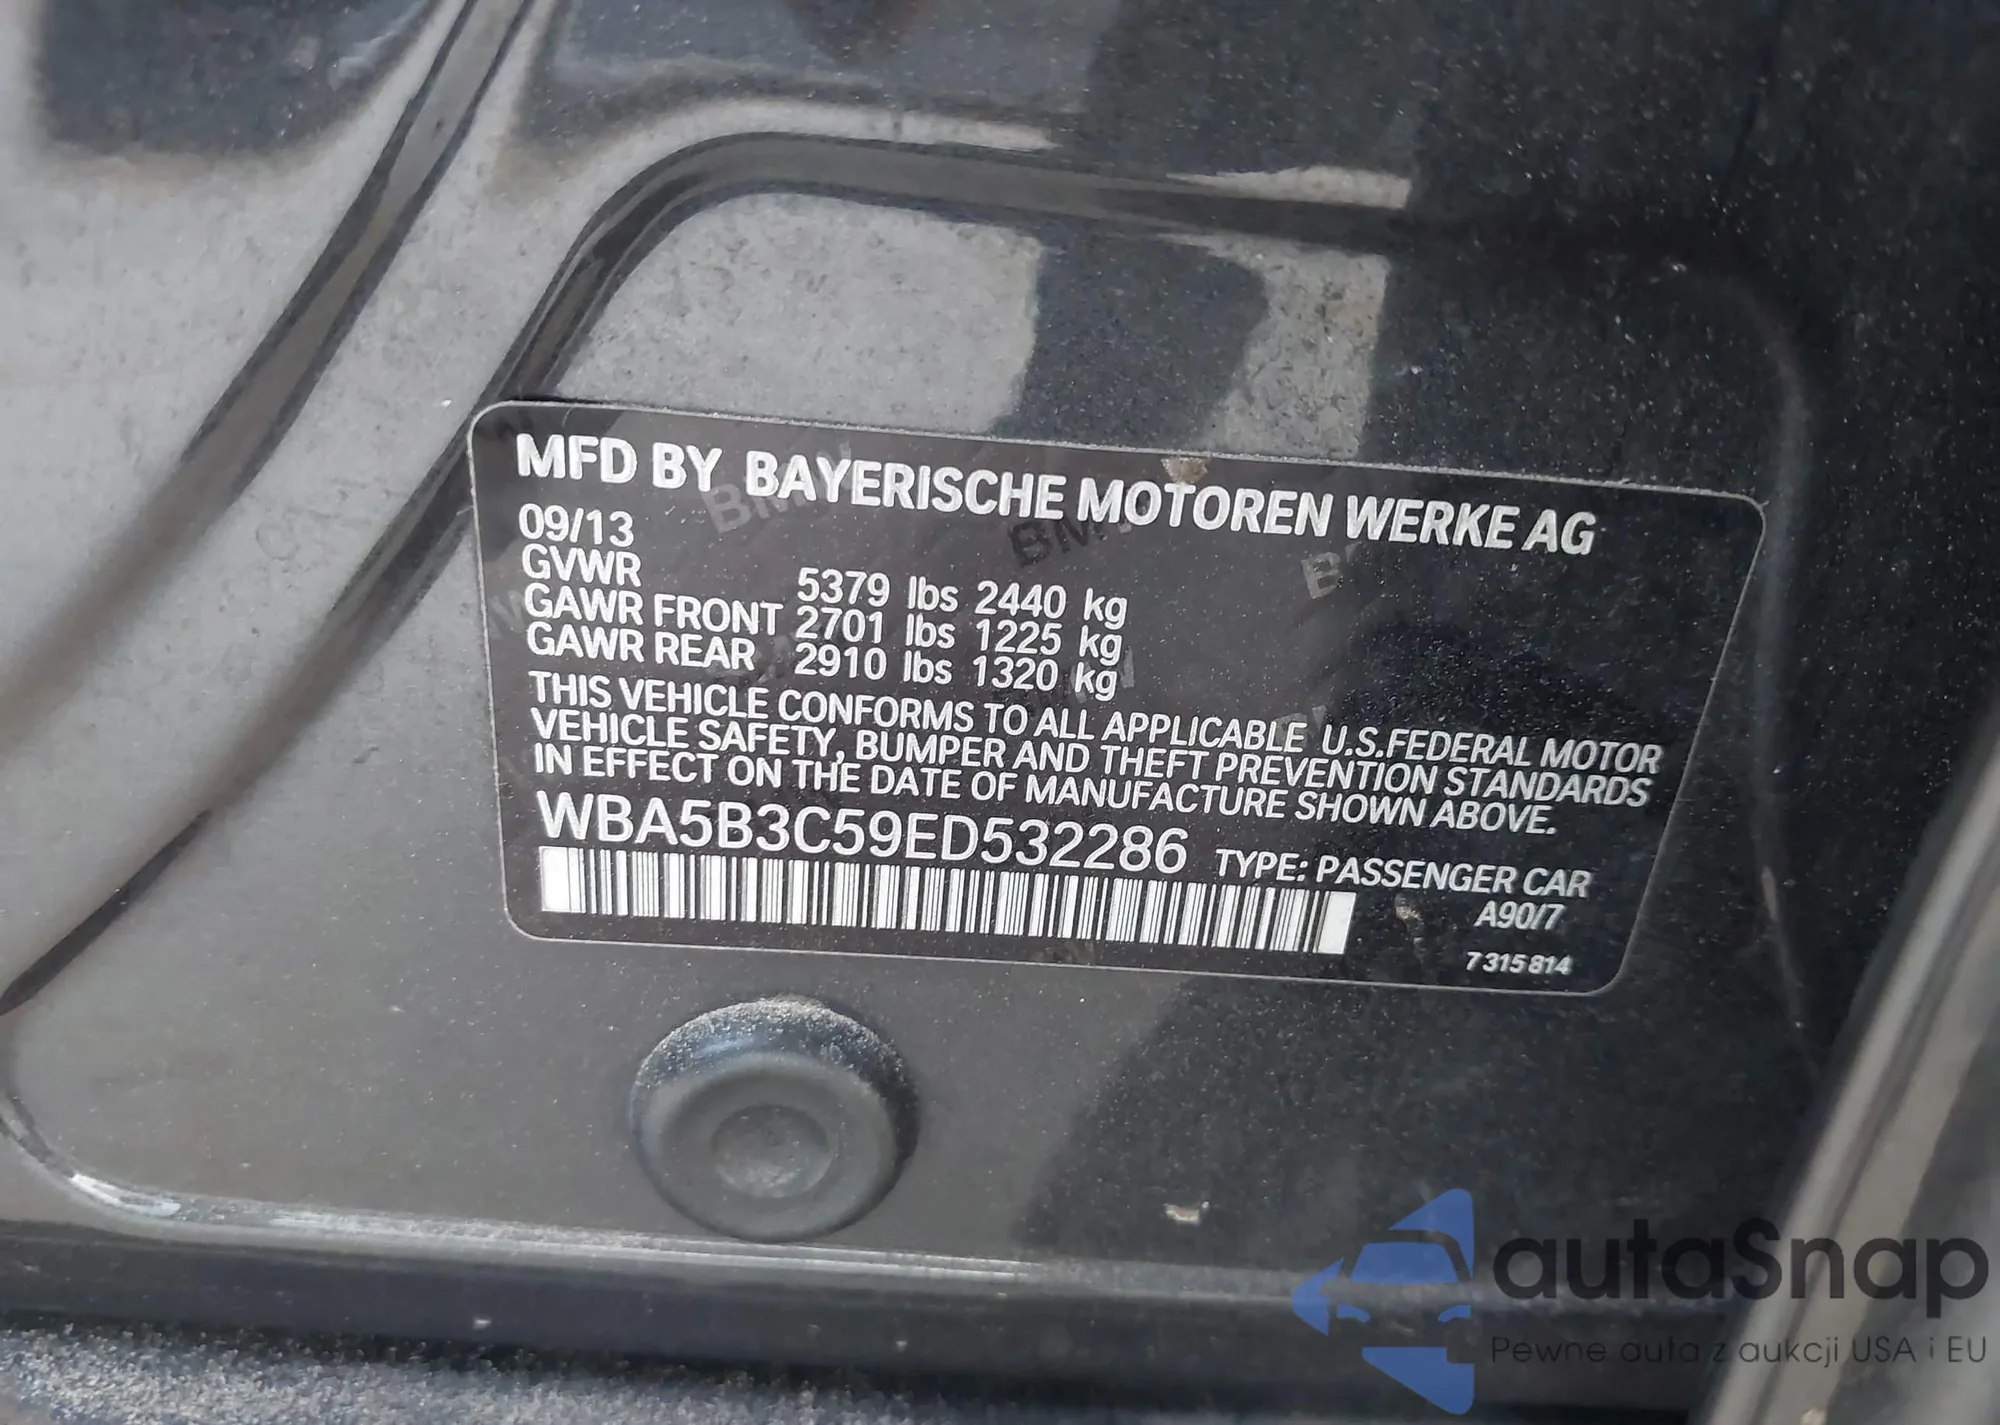 MFD BY BAYERISCHE MOTOREN WERKE AG
09/13
GVWR 5379 lbs 2440 kg
GAWR FRONT 2701 lbs 1225 kg
GAWR REAR 2910 lbs 1320 kg
THIS VEHICLE CONFORMS TO ALL APPLICABLE U.S.FEDERAL MOTOR
VEHICLE SAFETY, BUMPER AND THEFT PREVENTION STANDARDS
IN EFFECT ON THE DATE OF MANUFACTURE SHOWN ABOVE.
WBA5B3C59ED532286 TYPE: PASSENGER CAR
A90/7
7 315 814
autaSnap
Pewne auta z aukcji USA i EU